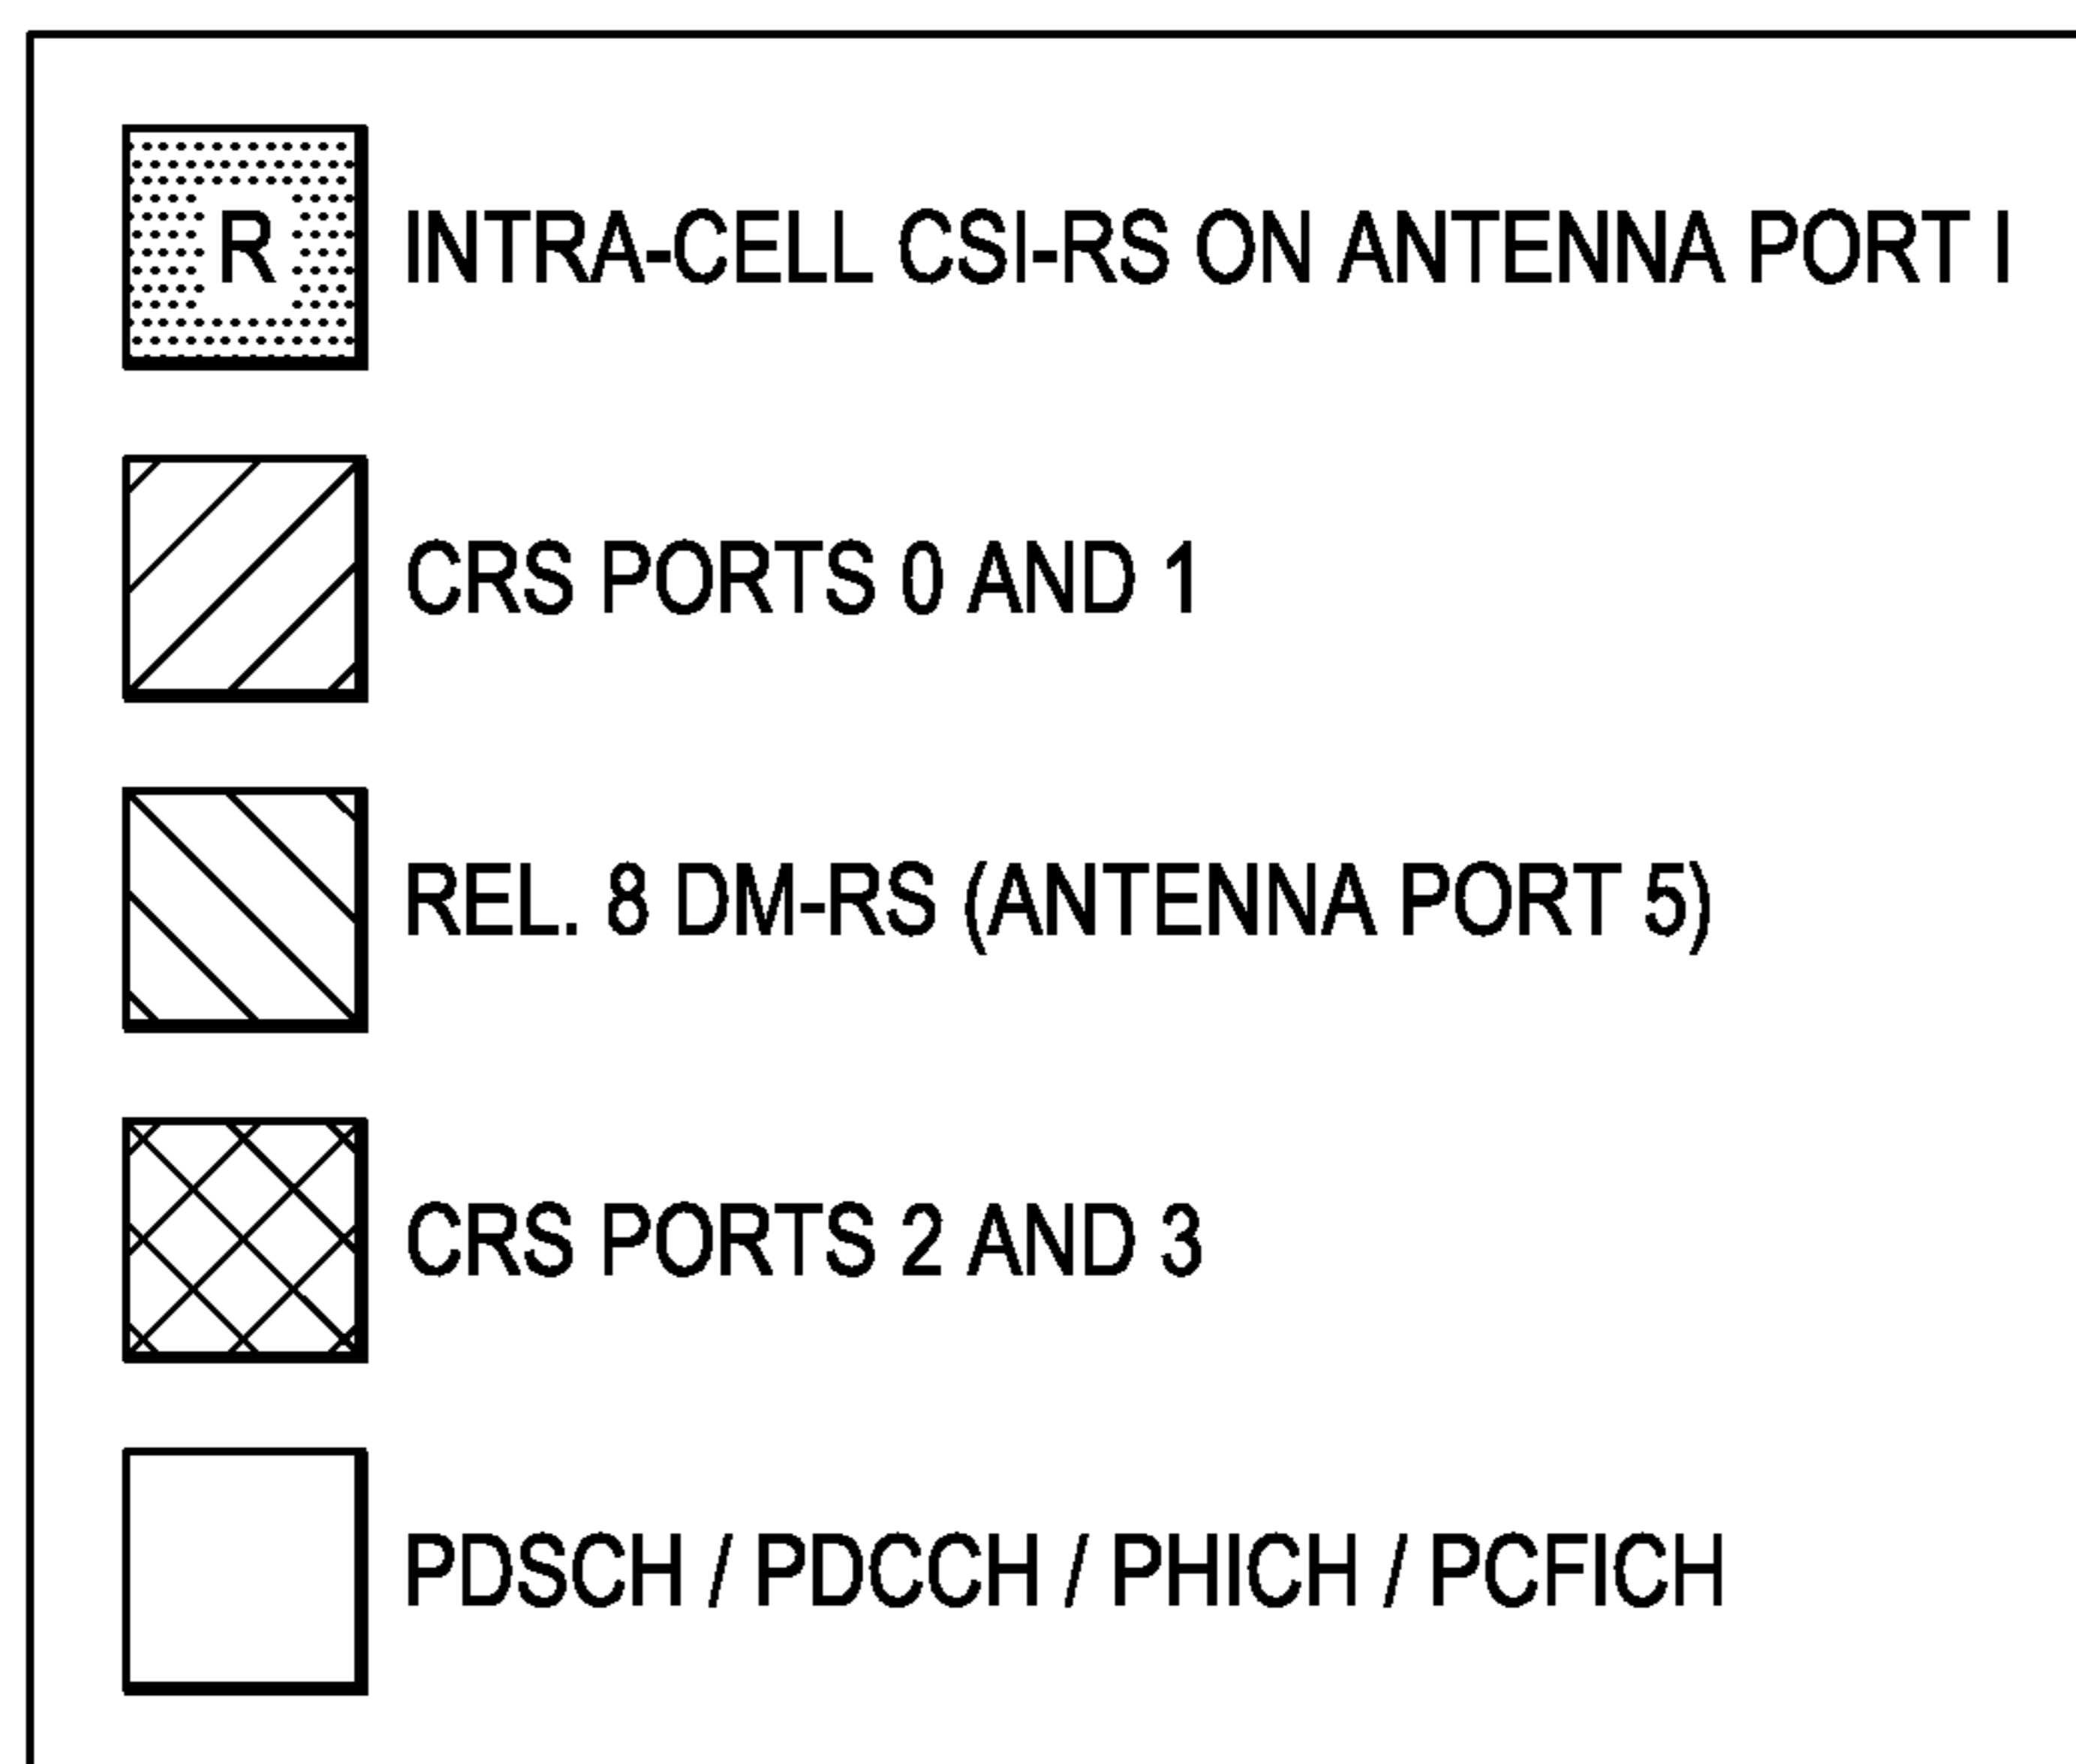 R INTRA-CELL CSI-RS ON ANTENNA PORT I
CRS PORTS 0 AND 1
REL. 8 DM-RS (ANTENNA PORT 5)
CRS PORTS 2 AND 3
PDSCH / PDCCH / PHICH / PCFICH